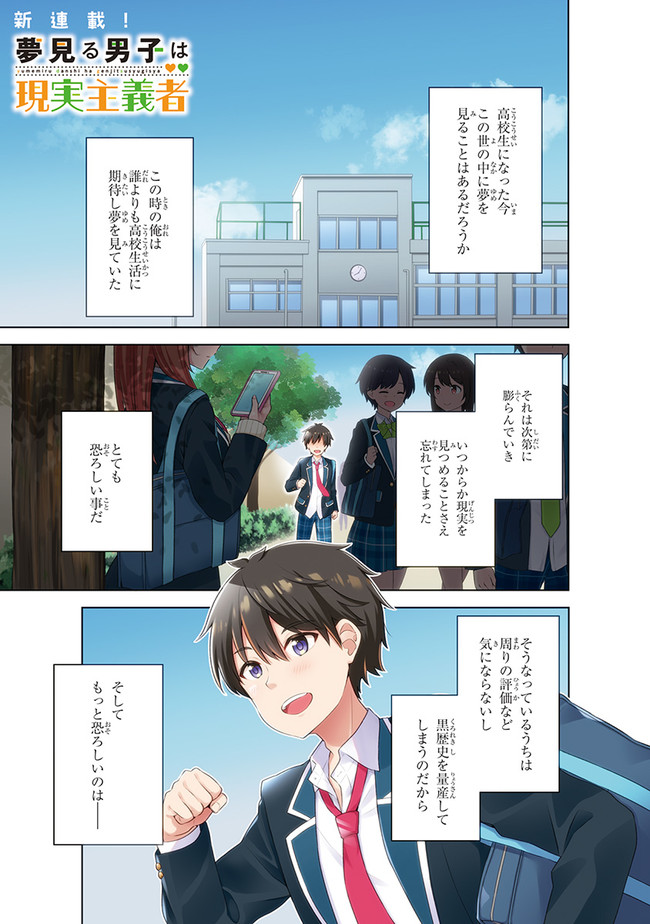 新連載!
夢見る男子は
yumemiru danshi ha genjitsusyugisya
現実主義者
高校生になった今
この世の中に夢を
見ることはあるだろうか
この時の俺は
誰よりも高校生活に
期待し夢を見ていた
それは次第に
膨らんでいき
いつからか現実を
見つめることさえ
忘れてしまった
とても
恐ろしい事だ
そうなっているうちは
周りの評価など
気にならないし
黒歴史を量産して
しまうのだから
そして
もっと恐ろしいのは――